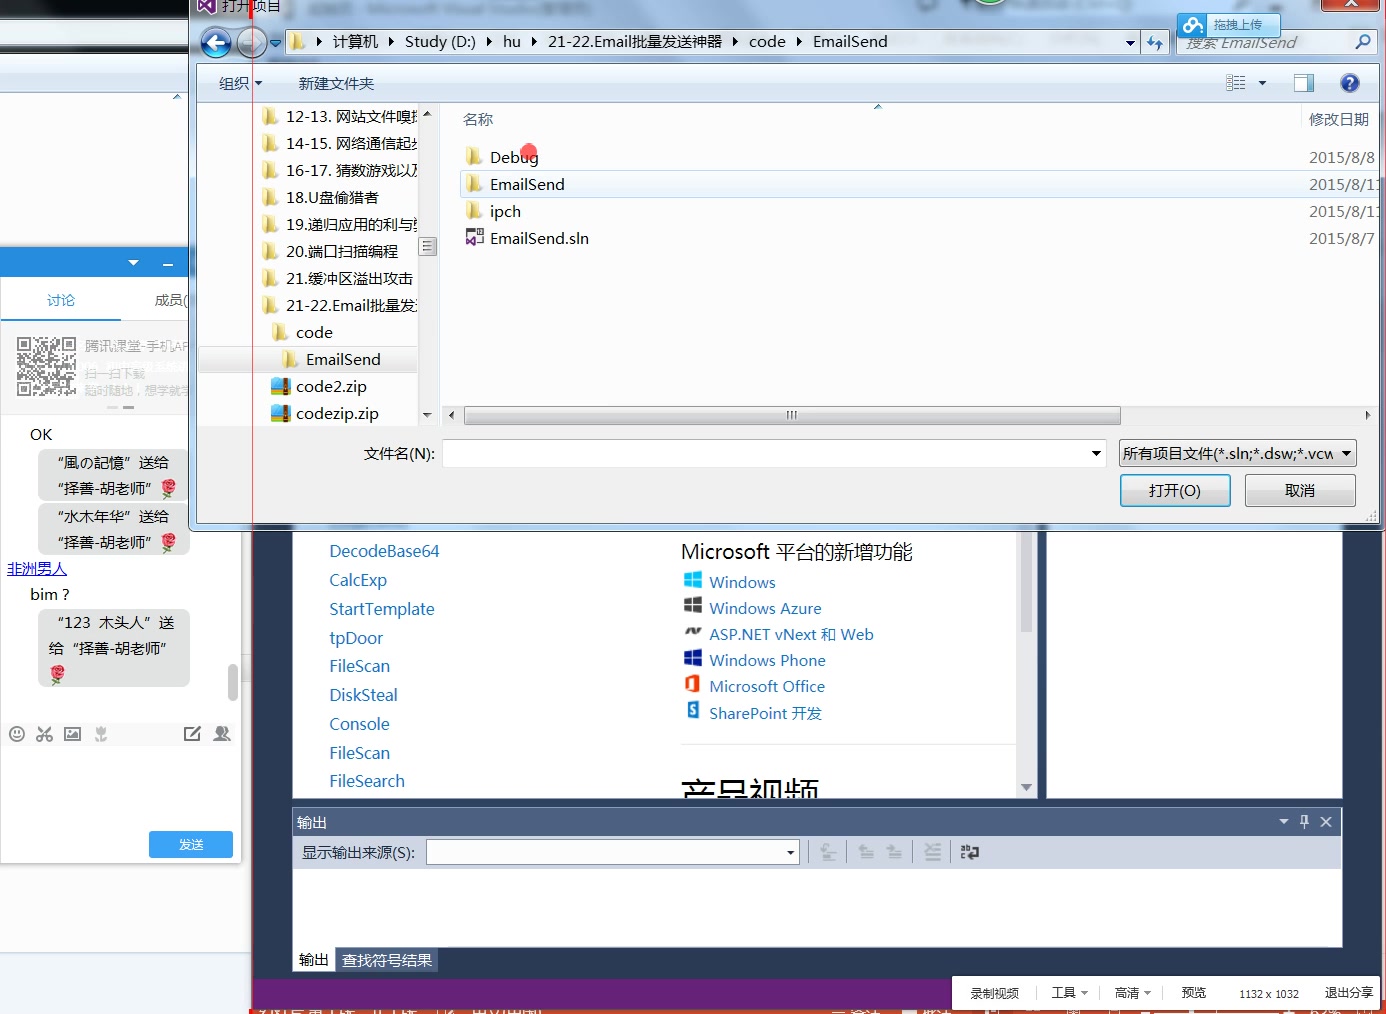 打开项目
计算机 Study (D:) hu 21-22.Email批量发送神器 code EmailSend
拖拽上传
搜索 EmailSend
组织 新建文件夹
12-13. 网站文件嗅探
14-15. 网络通信起步
16-17. 猜数游戏以及
18.U盘偷猎者
19.递归应用的利与弊
20.端口扫描编程
21.缓冲区溢出攻击
21-22.Email批量发送
code
EmailSend
code2.zip
codezip.zip
名称 修改日期
Debug 2015/8/8
EmailSend 2015/8/11
ipch 2015/8/11
EmailSend.sln 2015/8/7
文件名(N):
所有项目文件(*.sln;*.dsw;*.vcw
打开(O) 取消
讨论 成员(
腾讯课堂-手机AP
扫一扫下载
随时随地，想学就学
OK
“風の記憶”送给
“择善-胡老师”
“水木年华”送给
“择善-胡老师”
非洲男人
bim ?
“123 木头人”送
给“择善-胡老师”
发送
DecodeBase64
CalcExp
StartTemplate
tpDoor
FileScan
DiskSteal
Console
FileScan
FileSearch
Microsoft 平台的新增功能
Windows
Windows Azure
ASP.NET vNext 和 Web
Windows Phone
Microsoft Office
SharePoint 开发
产品视频
输出
显示输出来源(S):
输出 查找符号结果
录制视频 工具 高清 预览 1132 x 1032 退出分享